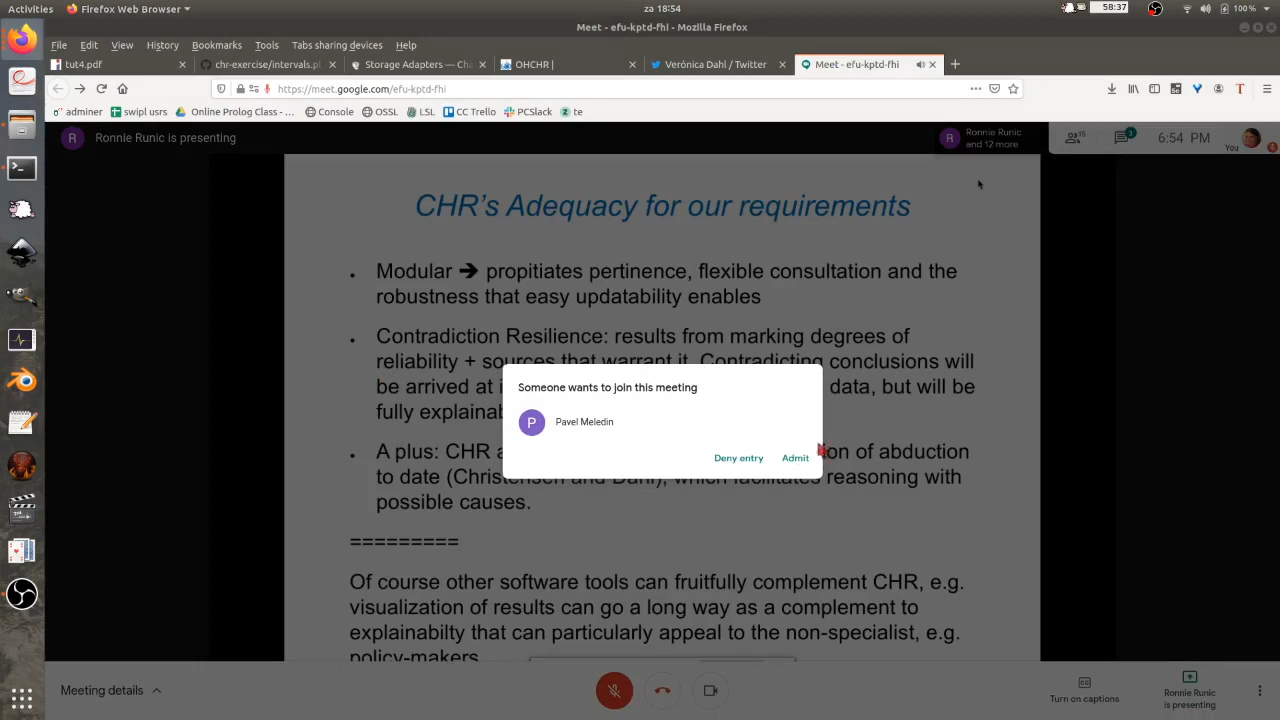 Activities
Firefox Web Browser
za 18:54
58:37
100%
Meet - efu-kptd-fhi - Mozilla Firefox
File Edit View History Bookmarks Tools Tabs sharing devices Help
tut4.pdf
chr-exercise/intervals.pl
Storage Adapters — Cha
OHCHR |
Verónica Dahl / Twitter
Meet - efu-kptd-fhi
https://meet.google.com/efu-kptd-fhi
adminer
swipl usrs
Online Prolog Class - ...
Console
OSSL
LSL
CC Trello
PCSlack
te
R
Ronnie Runic is presenting
R
Ronnie Runic
and 12 more
15
3
6:54 PM
You
CHR's Adequacy for our requirements
• Modular ➔ propitiates pertinence, flexible consultation and the
robustness that easy updatability enables
• Contradiction Resilience: results from marking degrees of
reliability + sources that warrant it. Contradicting conclusions will
be arrived at i
data, but will be
fully explainab
• A plus: CHR a
on of abduction
to date (Christensen and Dahl), which facilitates reasoning with
possible causes.
=========
Of course other software tools can fruitfully complement CHR, e.g.
visualization of results can go a long way as a complement to
explainabilty that can particularly appeal to the non-specialist, e.g.
policy-makers
Someone wants to join this meeting
P
Pavel Meledin
Deny entry
Admit
Meeting details
Turn on captions
Ronnie Runic
is presenting